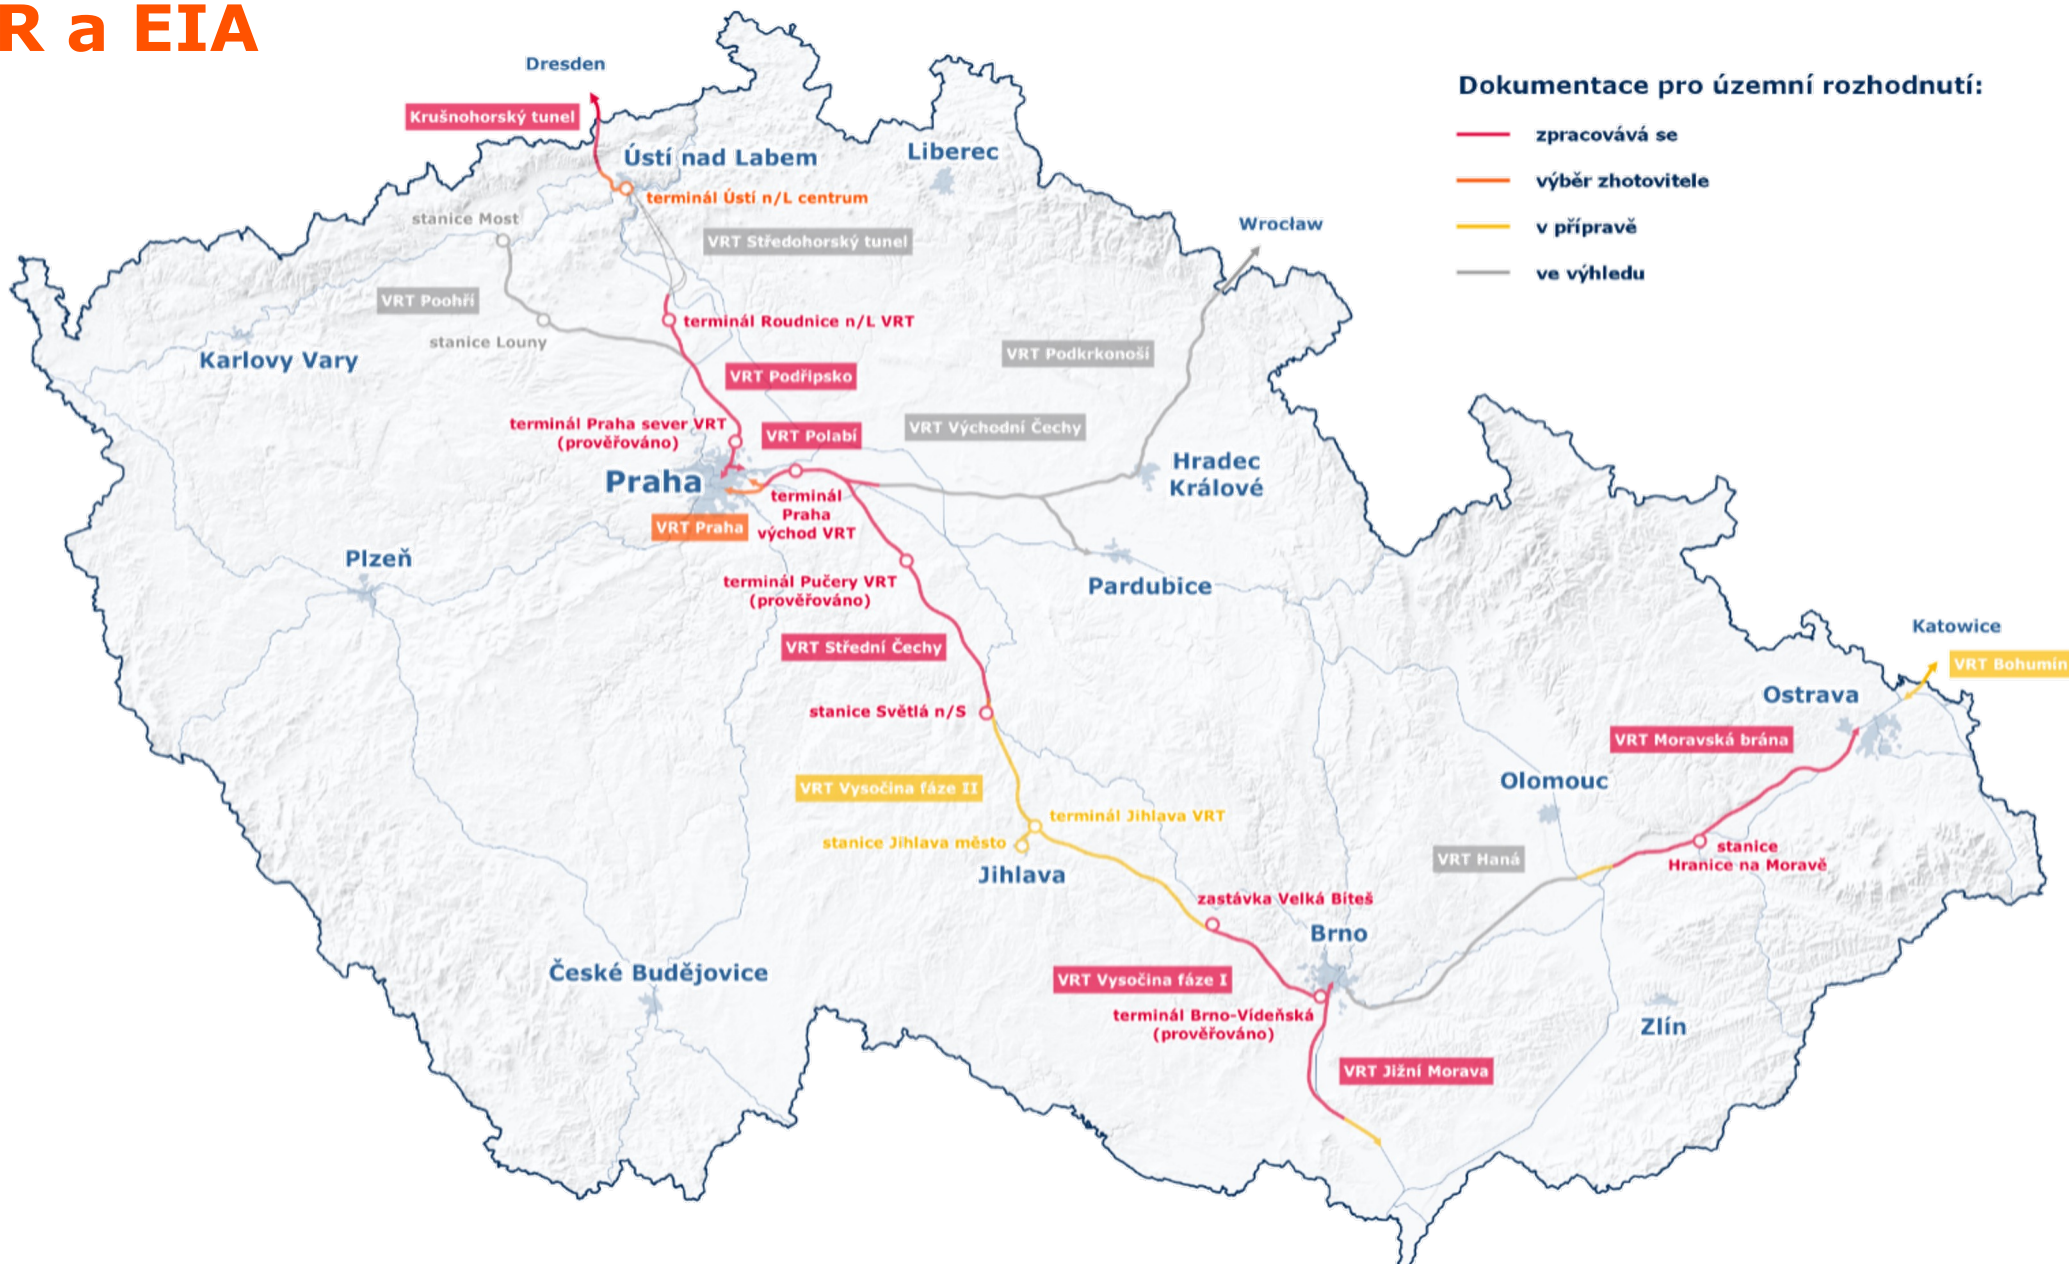 R a EIA
Dresden
Krušnohorský tunel
Ústí nad Labem
terminál Ústí n/L centrum
Liberec
Dokumentace pro územní rozhodnutí:
zpracovává se
výběr zhotovitele
v přípravě
ve výhledu
stanice Most
VRT Středohorský tunel
Wrocław
VRT Poohří
stanice Louny
terminál Roudnice n/L VRT
Karlovy Vary
VRT Podkrkonoší
VRT Podřipsko
terminál Praha sever VRT
(prověřováno)
VRT Polabí
VRT Východní Čechy
Praha
Hradec
Králové
terminál
Praha
východ VRT
VRT Praha
Plzeň
terminál Pučery VRT
(prověřováno)
Pardubice
VRT Střední Čechy
Katowice
VRT Bohumín
Ostrava
stanice Světlá n/S
VRT Moravská brána
VRT Vysočina fáze II
Olomouc
terminál Jihlava VRT
stanice Jihlava město
Jihlava
VRT Haná
stanice
Hranice na Moravě
zastávka Velká Bíteš
Brno
České Budějovice
VRT Vysočina fáze I
terminál Brno-Vídeňská
(prověřováno)
Zlín
VRT Jižní Morava